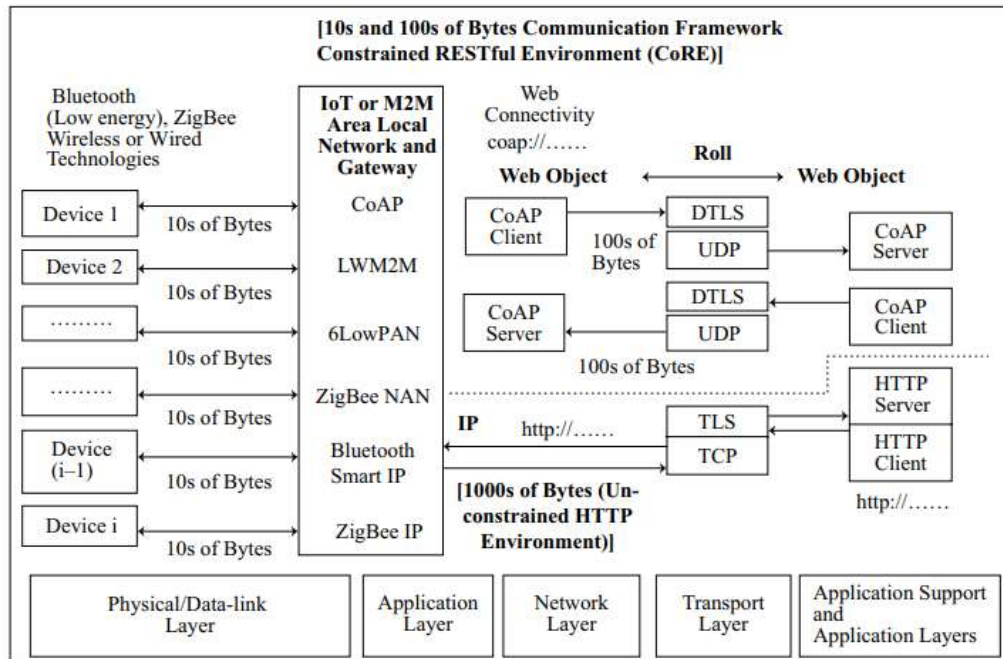 [10s and 100s of Bytes Communication Framework
Constrained RESTful Environment (CoRE)]
Bluetooth
(Low energy), ZigBee
Wireless or Wired
Technologies
IoT or M2M
Area Local
Network and
Gateway
Web
Connectivity
coap://......
Roll
Web Object
Web Object
Device 1
10s of Bytes
CoAP
CoAP
Client
DTLS
UDP
100s of
Bytes
CoAP
Server
Device 2
10s of Bytes
LWM2M
.........
10s of Bytes
6LowPAN
CoAP
Server
DTLS
UDP
100s of Bytes
CoAP
Client
.........
10s of Bytes
ZigBee NAN
HTTP
Server
HTTP
Client
http://......
IP
http://......
TLS
TCP
Device
(i–1)
10s of Bytes
Bluetooth
Smart IP
[1000s of Bytes (Un-
constrained HTTP
Environment)]
Device i
10s of Bytes
ZigBee IP
Physical/Data-link
Layer
Application
Layer
Network
Layer
Transport
Layer
Application Support
and
Application Layers